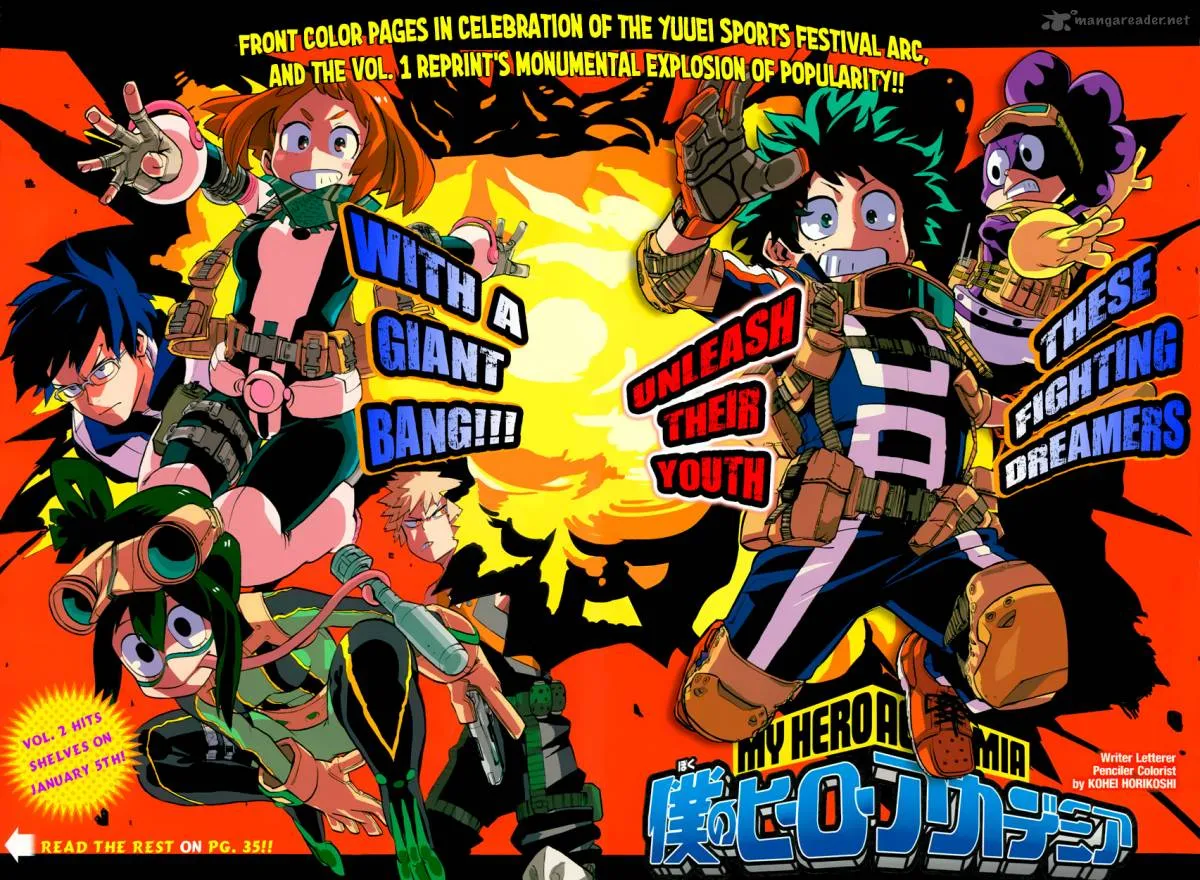 mangareader.net
FRONT COLOR PAGES IN CELEBRATION OF THE YUUEI SPORTS FESTIVAL ARC,
AND THE VOL. 1 REPRINT'S MONUMENTAL EXPLOSION OF POPULARITY!!
THESE
FIGHTING
DREAMERS
UNLEASH
THEIR
YOUTH
WITH A
GIANT
BANG!!!
VOL. 2 HITS
SHELVES ON
JANUARY 5TH!
READ THE REST ON PG. 35!!
MY HERO AC MIA
ぼく
僕のヒーローアカデミア
Writer Letterer
Penciler Colorist
by KOHEI HORIKOSHI